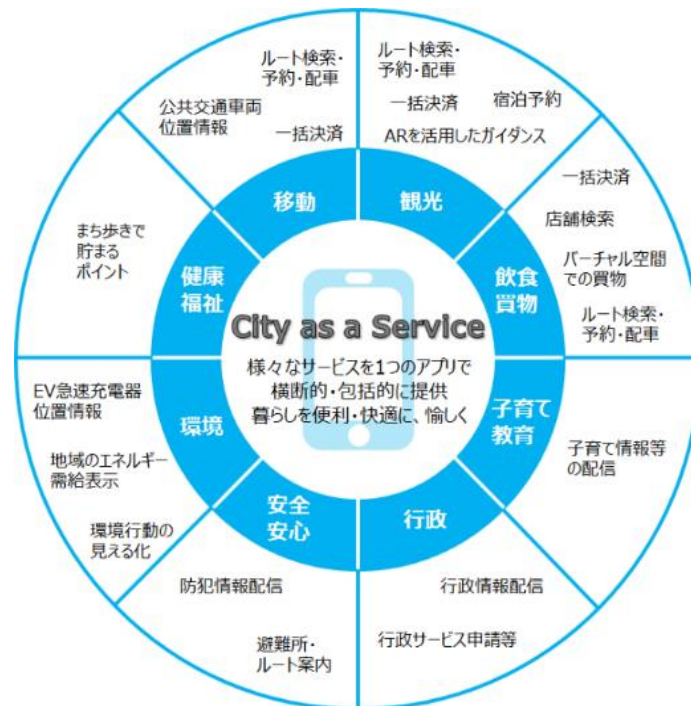 ルート検索・
予約・配車
公共交通車両
位置情報
一括決済
移動
ルート検索・
予約・配車
一括決済
宿泊予約
ARを活用したガイダンス
観光
一括決済
店舗検索
バーチャル空間
での買物
ルート検索・
予約・配車
飲食
買物
子育て
教育
子育て情報等
の配信
行政
行政情報配信
行政サービス申請等
安全
安心
防犯情報配信
避難所・
ルート案内
環境
EV急速充電器
位置情報
地域のエネルギー
需給表示
環境行動の
見える化
健康
福祉
まち歩きで
貯まる
ポイント
City as a Service
様々なサービスを1つのアプリで
横断的・包括的に提供
暮らしを便利・快適に、愉しく